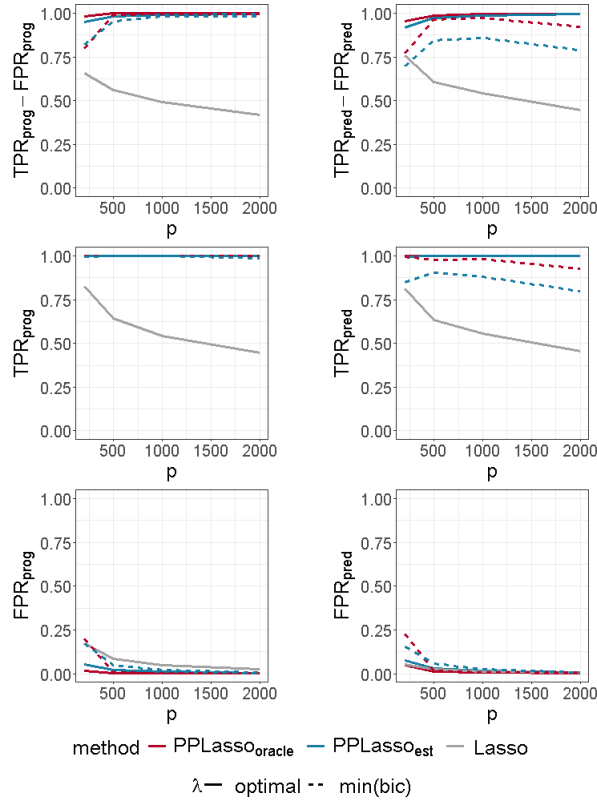 TPRprog − FPRprog
1.00
0.75
0.50
0.25
0.00
500 1000 1500 2000
p
TPRpred − FPRpred
1.00
0.75
0.50
0.25
0.00
500 1000 1500 2000
p
TPRprog
1.00
0.75
0.50
0.25
0.00
500 1000 1500 2000
p
TPRpred
1.00
0.75
0.50
0.25
0.00
500 1000 1500 2000
p
FPRprog
1.00
0.75
0.50
0.25
0.00
500 1000 1500 2000
p
FPRpred
1.00
0.75
0.50
0.25
0.00
500 1000 1500 2000
p
method PPLassooracle PPLassoest Lasso
λ optimal min(bic)